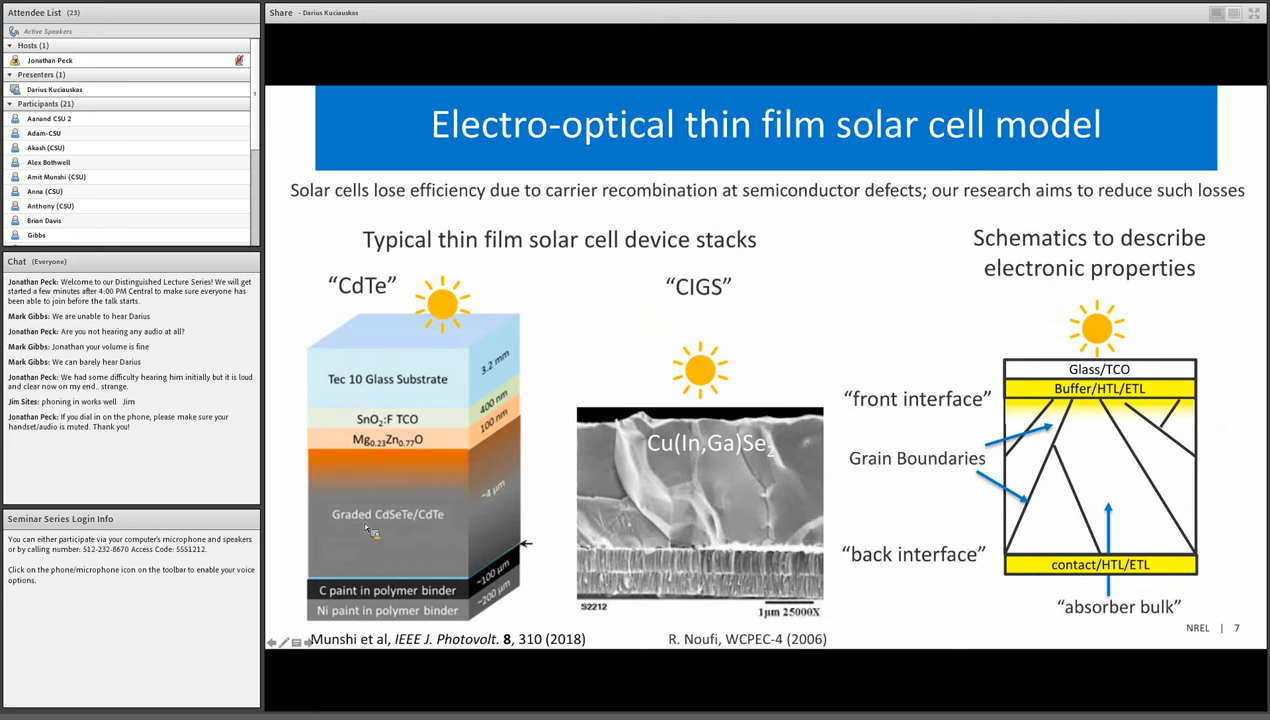 Attendee List (23)
Active Speakers
Hosts (1)
Jonathan Peck
Presenters (1)
Darius Kuciauskas
Participants (21)
Aanand CSU 2
Adam-CSU
Akash (CSU)
Alex Bothwell
Amit Munshi (CSU)
Anna (CSU)
Anthony (CSU)
Brian Davis
Gibbs
Chat (Everyone)
Jonathan Peck: Welcome to our Distinguished Lecture Series! We will get
started a few minutes after 4:00 PM Central to make sure everyone has
been able to join before the talk starts.
Mark Gibbs: We are unable to hear Darius
Jonathan Peck: Are you not hearing any audio at all?
Mark Gibbs: Jonathan your volume is fine
Mark Gibbs: We can barely hear Darius
Jonathan Peck: We had some difficulty hearing him initially but it is loud
and clear now on my end.. strange.
Jim Sites: phoning in works well Jim
Jonathan Peck: If you dial in on the phone, please make sure your
handset/audio is muted. Thank you!
Seminar Series Login Info
You can either participate via your computer's microphone and speakers
or by calling number: 512-232-8670 Access Code: 5551212.
Click on the phone/microphone icon on the toolbar to enable your voice
options.
Share - Darius Kuciauskas
Electro-optical thin film solar cell model
Solar cells lose efficiency due to carrier recombination at semiconductor defects; our research aims to reduce such losses
Typical thin film solar cell device stacks
"CdTe"
Tec 10 Glass Substrate
3.2 mm
SnO₂:F TCO
400 nm
Mg₀.₂₃Zn₀.₇₇O
100 nm
Graded CdSeTe/CdTe
~4 µm
C paint in polymer binder
~100 µm
Ni paint in polymer binder
~200 µm
Munshi et al, IEEE J. Photovolt. 8, 310 (2018)
"CIGS"
Cu(In,Ga)Se₂
S2212
1µm 25000X
R. Noufi, WCPEC-4 (2006)
Schematics to describe
electronic properties
Glass/TCO
Buffer/HTL/ETL
"front interface"
Grain Boundaries
"back interface"
contact/HTL/ETL
"absorber bulk"
NREL | 7